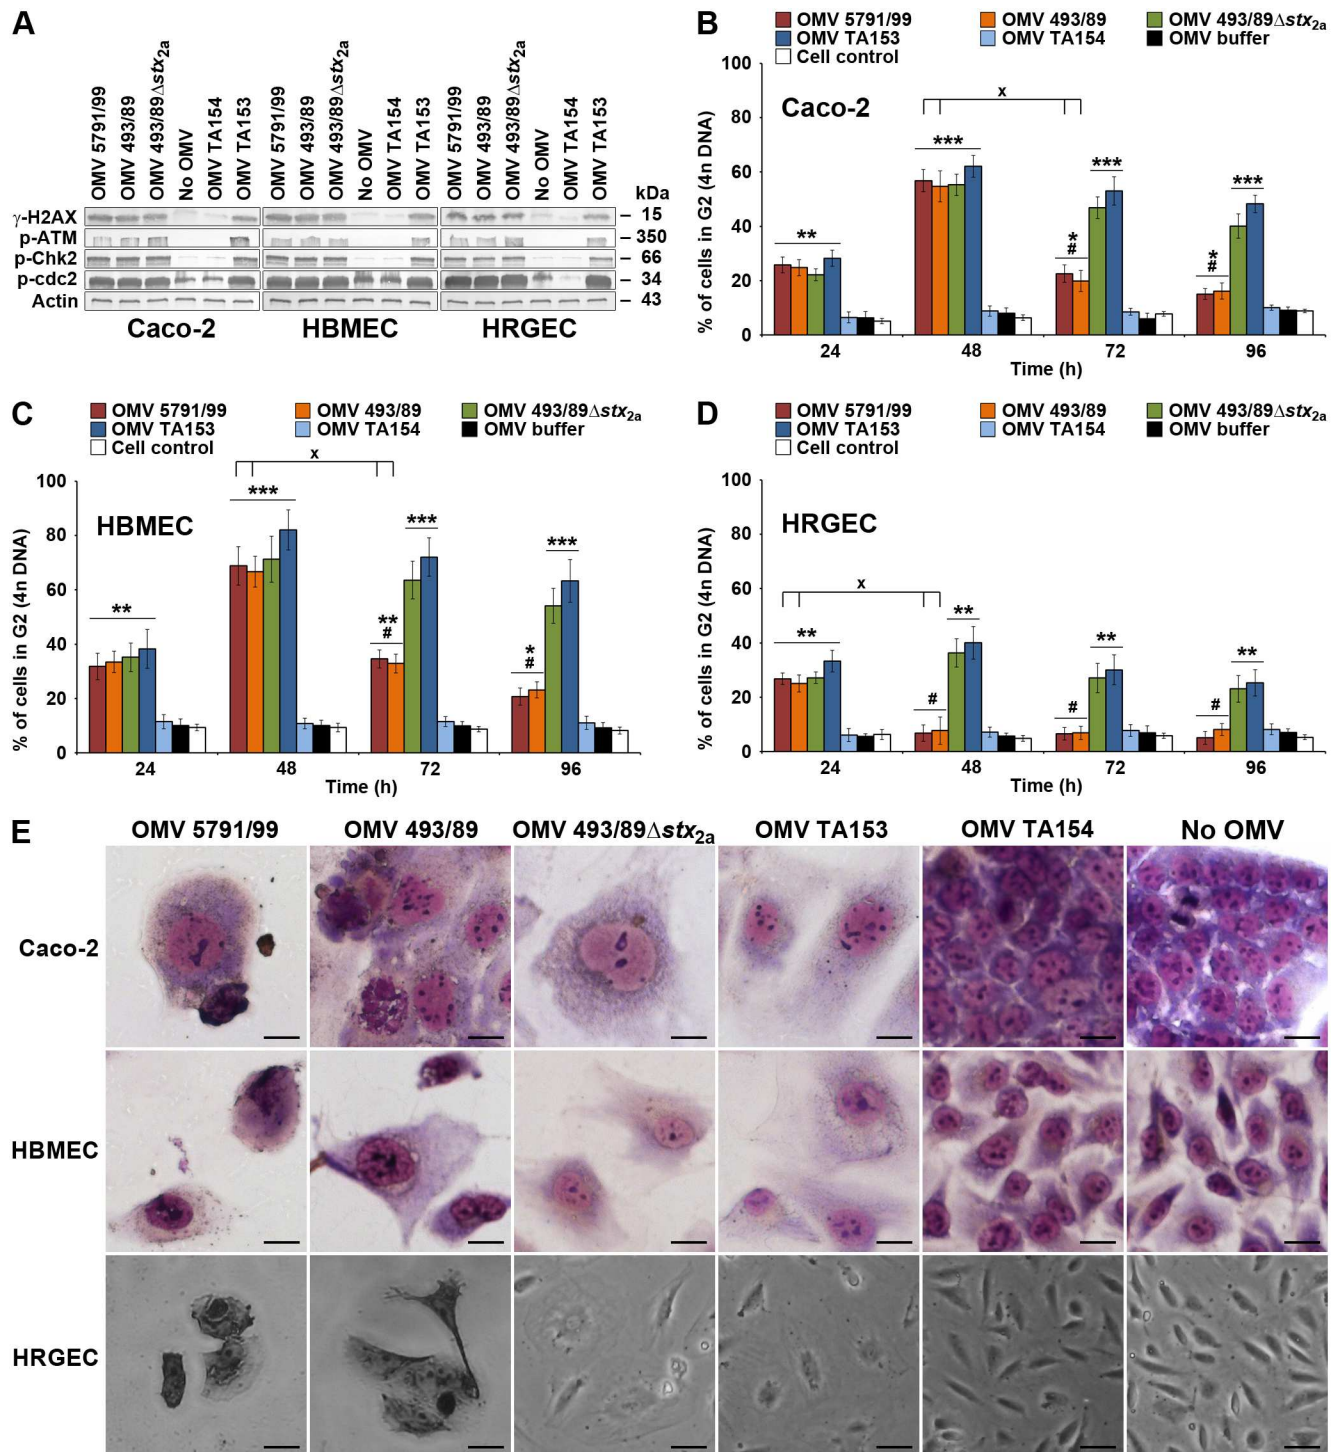 A
OMV 5791/99
OMV 493/89
OMV 493/89Δstx2a
No OMV
OMV TA154
OMV TA153
OMV 5791/99
OMV 493/89
OMV 493/89Δstx2a
No OMV
OMV TA154
OMV TA153
OMV 5791/99
OMV 493/89
OMV 493/89Δstx2a
No OMV
OMV TA154
OMV TA153
kDa
γ-H2AX – 15
p-ATM – 350
p-Chk2 – 66
p-cdc2 – 34
Actin – 43
Caco-2 HBMEC HRGEC
B
OMV 5791/99 OMV 493/89 OMV 493/89Δstx2a
OMV TA153 OMV TA154 OMV buffer
Cell control
Caco-2
% of cells in G2 (4n DNA)
100
80
60
40
20
0
x
**
***
* #
***
* #
***
24 48 72 96
Time (h)
C
OMV 5791/99 OMV 493/89 OMV 493/89Δstx2a
OMV TA153 OMV TA154 OMV buffer
Cell control
HBMEC
% of cells in G2 (4n DNA)
100
80
60
40
20
0
x
**
***
** #
***
* #
***
24 48 72 96
Time (h)
D
OMV 5791/99 OMV 493/89 OMV 493/89Δstx2a
OMV TA153 OMV TA154 OMV buffer
Cell control
HRGEC
% of cells in G2 (4n DNA)
100
80
60
40
20
0
x
**
#
**
#
**
#
**
24 48 72 96
Time (h)
E
OMV 5791/99 OMV 493/89 OMV 493/89Δstx2a OMV TA153 OMV TA154 No OMV
Caco-2
HBMEC
HRGEC